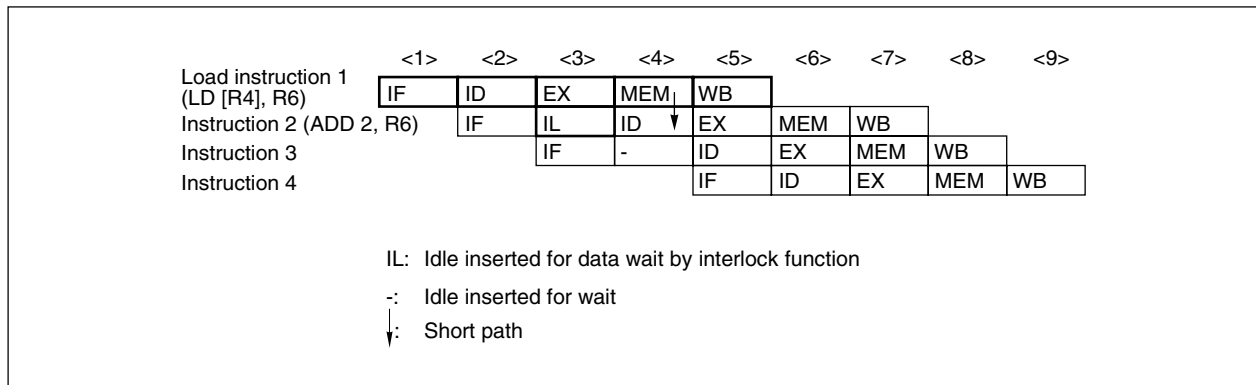 <1> <2> <3> <4> <5> <6> <7> <8> <9>
Load instruction 1
(LD [R4], R6) IF ID EX MEM WB
Instruction 2 (ADD 2, R6) IF IL ID EX MEM WB
Instruction 3 IF - ID EX MEM WB
Instruction 4 IF ID EX MEM WB
IL: Idle inserted for data wait by interlock function
-: Idle inserted for wait
: Short path